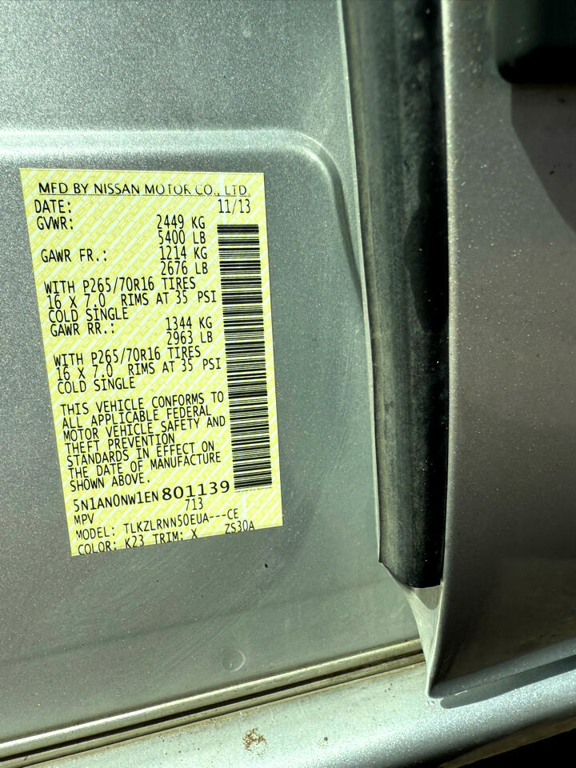 MFD BY NISSAN MOTOR CO., LTD.
DATE: 11/13
GVWR: 2449 KG
5400 LB
GAWR FR.: 1214 KG
2676 LB
WITH P265/70R16 TIRES
16 X 7.0 RIMS AT 35 PSI
COLD SINGLE
GAWR RR.: 1344 KG
2963 LB
WITH P265/70R16 TIRES
16 X 7.0 RIMS AT 35 PSI
COLD SINGLE
THIS VEHICLE CONFORMS TO
ALL APPLICABLE FEDERAL
MOTOR VEHICLE SAFETY AND
THEFT PREVENTION
STANDARDS IN EFFECT ON
THE DATE OF MANUFACTURE
SHOWN ABOVE.
5N1AN0NW1EN801139
MPV 713
MODEL: TLKZLRNN50EUA---CE
COLOR: K23 TRIM: X ZS30A